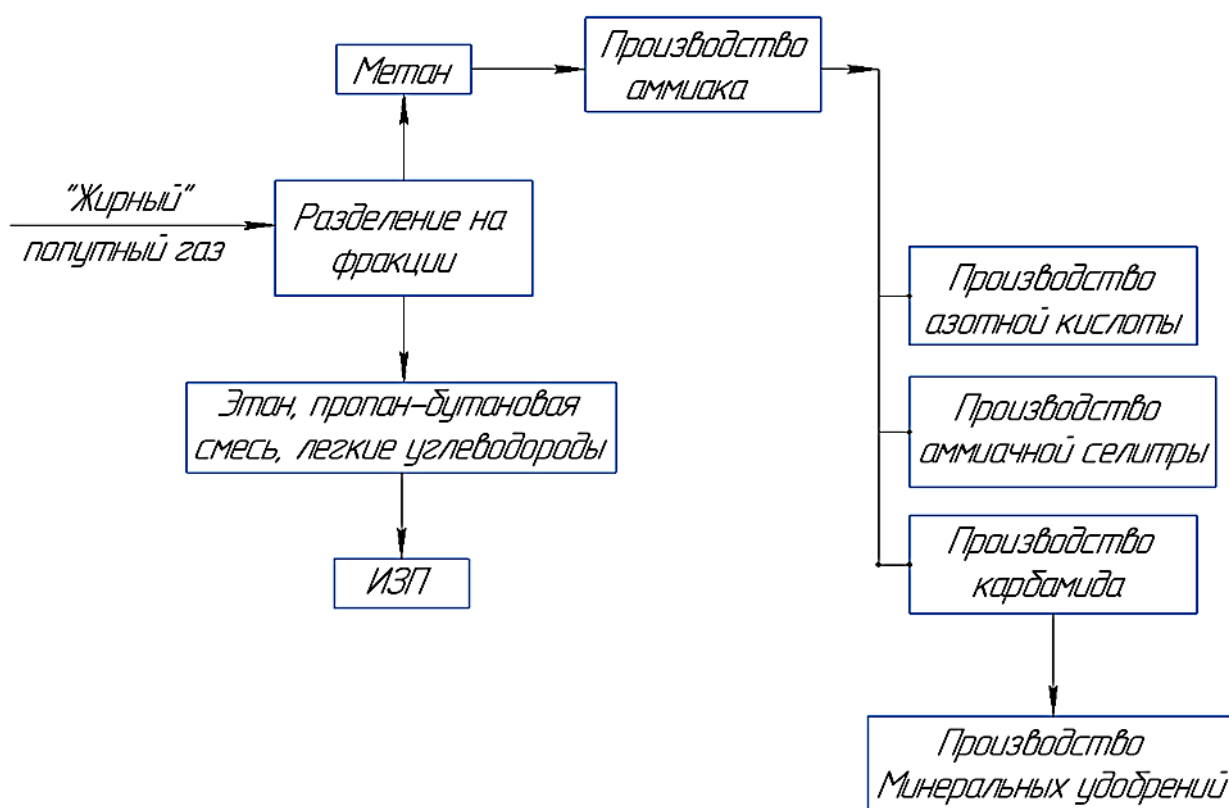 Метан
Производство
аммиака
"Жирный"
попутный газ
Разделение на
фракции
Этан, пропан-бутановая
смесь, легкие углеводороды
ИЗП
Производство
азотной кислоты
Производство
аммиачной селитры
Производство
карбамида
Производство
Минеральных удобрений